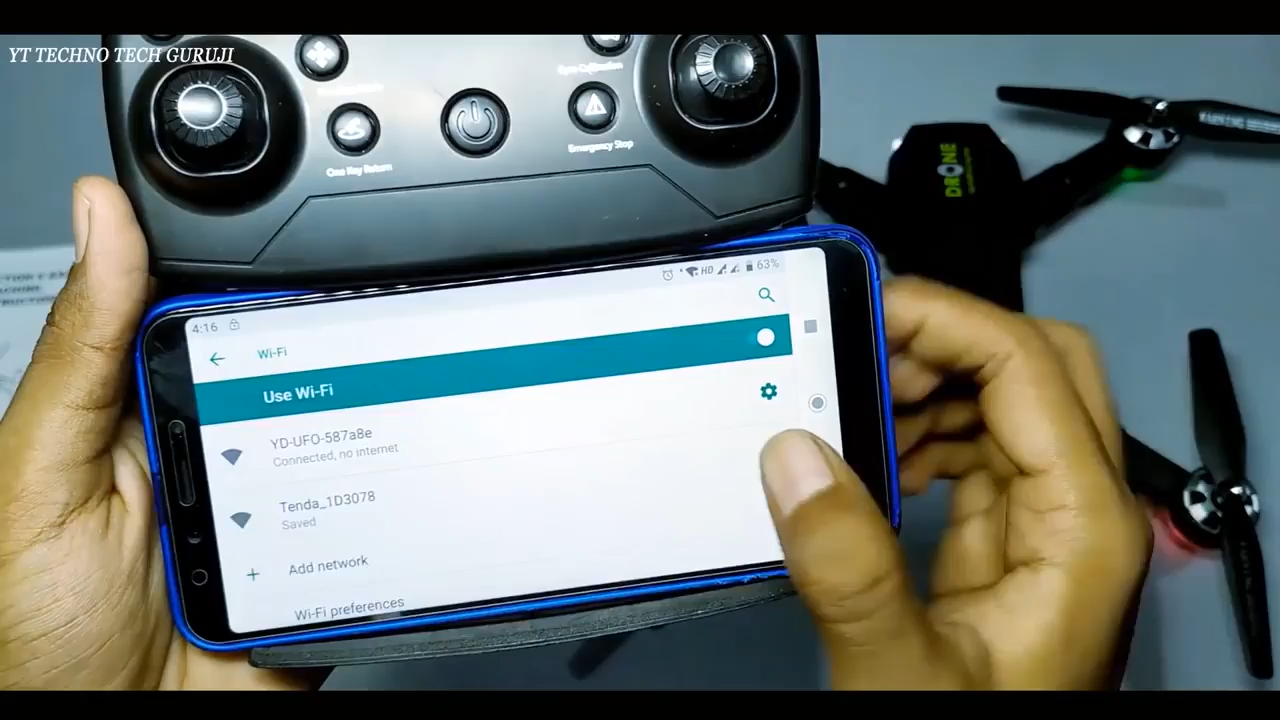 YT TECHNO TECH GURUJI
One Key Return
Emergency Stop
DRONE
4:16
HD
63%
Wi-Fi
Use Wi-Fi
YD-UFO-587a8e
Connected, no internet
Tenda_1D3078
Saved
+ Add network
Wi-Fi preferences